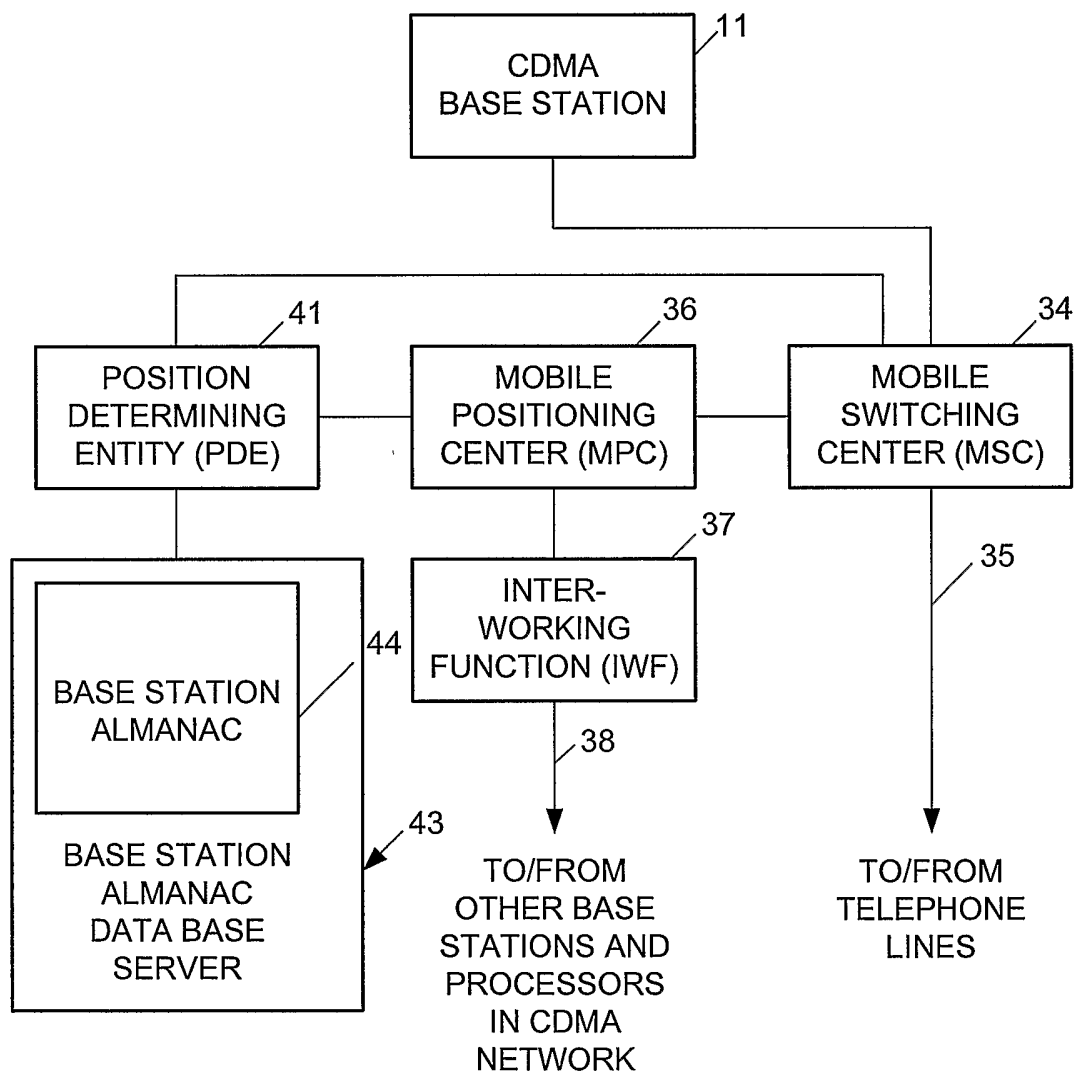 11
CDMA
BASE STATION
41
36
34
POSITION
DETERMINING
ENTITY (PDE)
MOBILE
POSITIONING
CENTER (MPC)
MOBILE
SWITCHING
CENTER (MSC)
37
35
INTER-
WORKING
FUNCTION (IWF)
44
BASE STATION
ALMANAC
38
43
BASE STATION
ALMANAC
DATA BASE
SERVER
TO/FROM
OTHER BASE
STATIONS AND
PROCESSORS
IN CDMA
NETWORK
TO/FROM
TELEPHONE
LINES